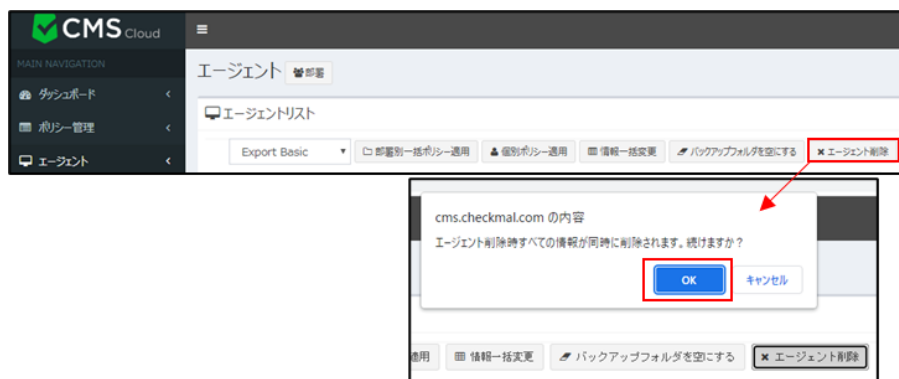 CMS Cloud
MAIN NAVIGATION
エージェント 部署
ダッシュボード
エージェントリスト
ポリシー管理
Export Basic 部署別一括ポリシー適用 個別ポリシー適用 情報一括変更 バックアップフォルダを空にする エージェント削除
エージェント
cms.checkmal.com の内容
エージェント削除時すべての情報が同時に削除されます。続けますか？
OK キャンセル
適用 情報一括変更 バックアップフォルダを空にする エージェント削除